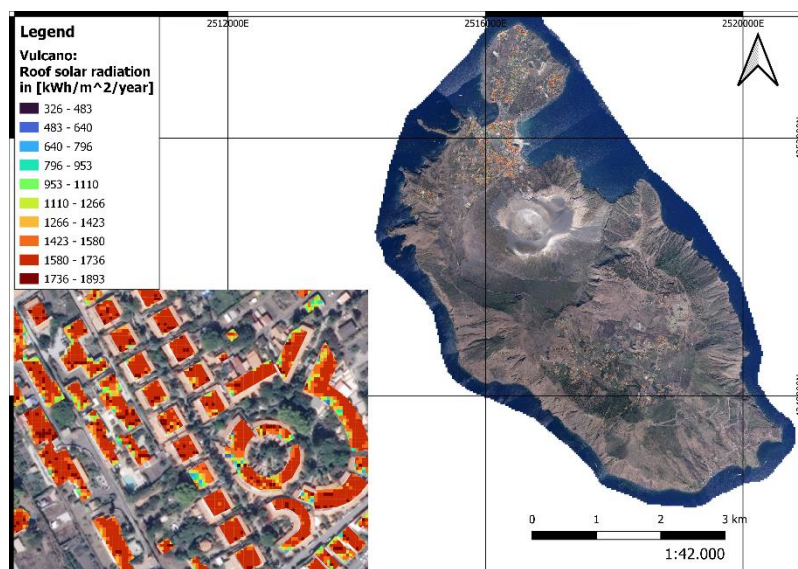 2512000E
2516000E
2520000E
Legend
Vulcano:
Roof solar radiation
in [kWh/m^2/year]
326 - 483
483 - 640
640 - 796
796 - 953
953 - 1110
1110 - 1266
1266 - 1423
1423 - 1580
1580 - 1736
1736 - 1893
0
1
2
3 km
1:42.000